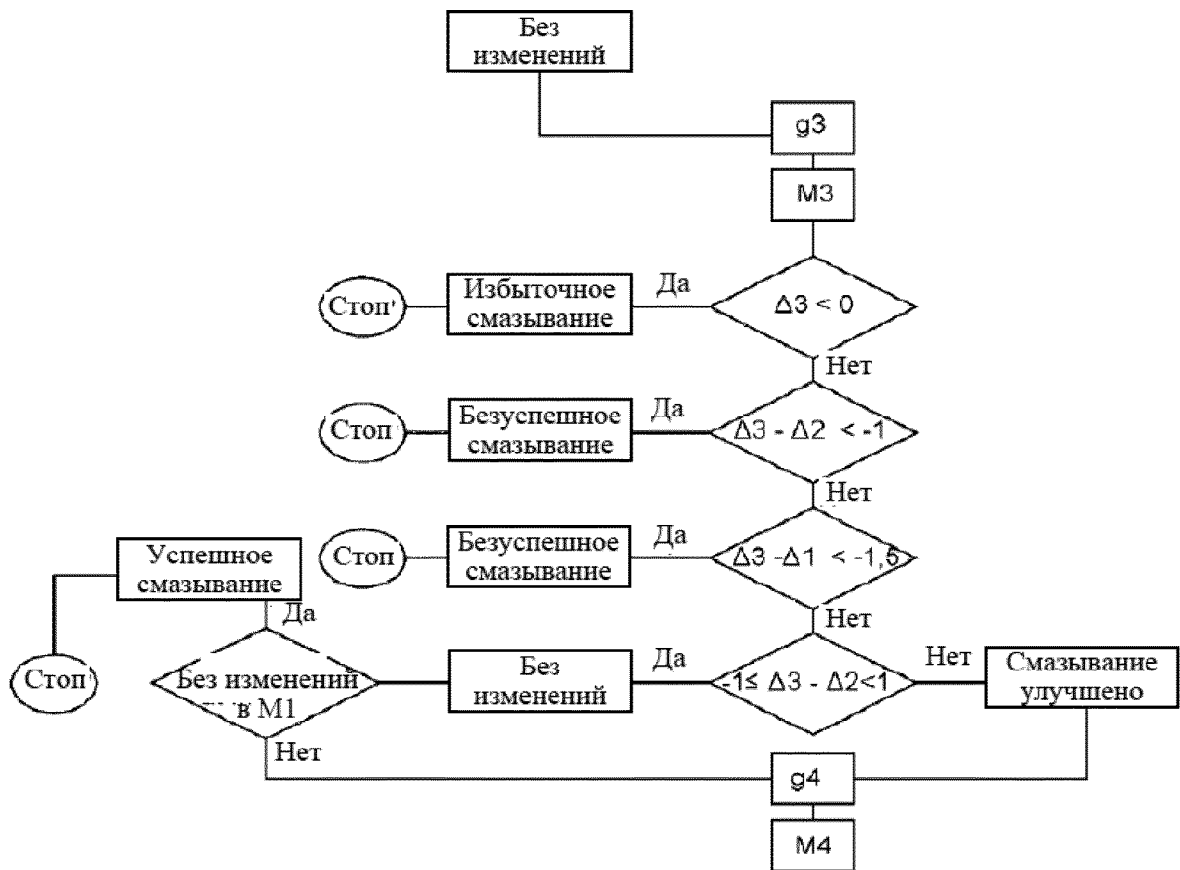 Без
изменений
g3
M3
Стоп
Избыточное
смазывание
Да
Δ3 < 0
Нет
Стоп
Безуспешное
смазывание
Да
Δ3 - Δ2 < -1
Нет
Стоп
Безуспешное
смазывание
Да
Δ3 -Δ1 < -1,5
Нет
Успешное
смазывание
Да
Стоп
Без изменений
в М1
Без
изменений
Да
-1≤ Δ3 - Δ2<1
Нет
Смазывание
улучшено
Нет
g4
M4